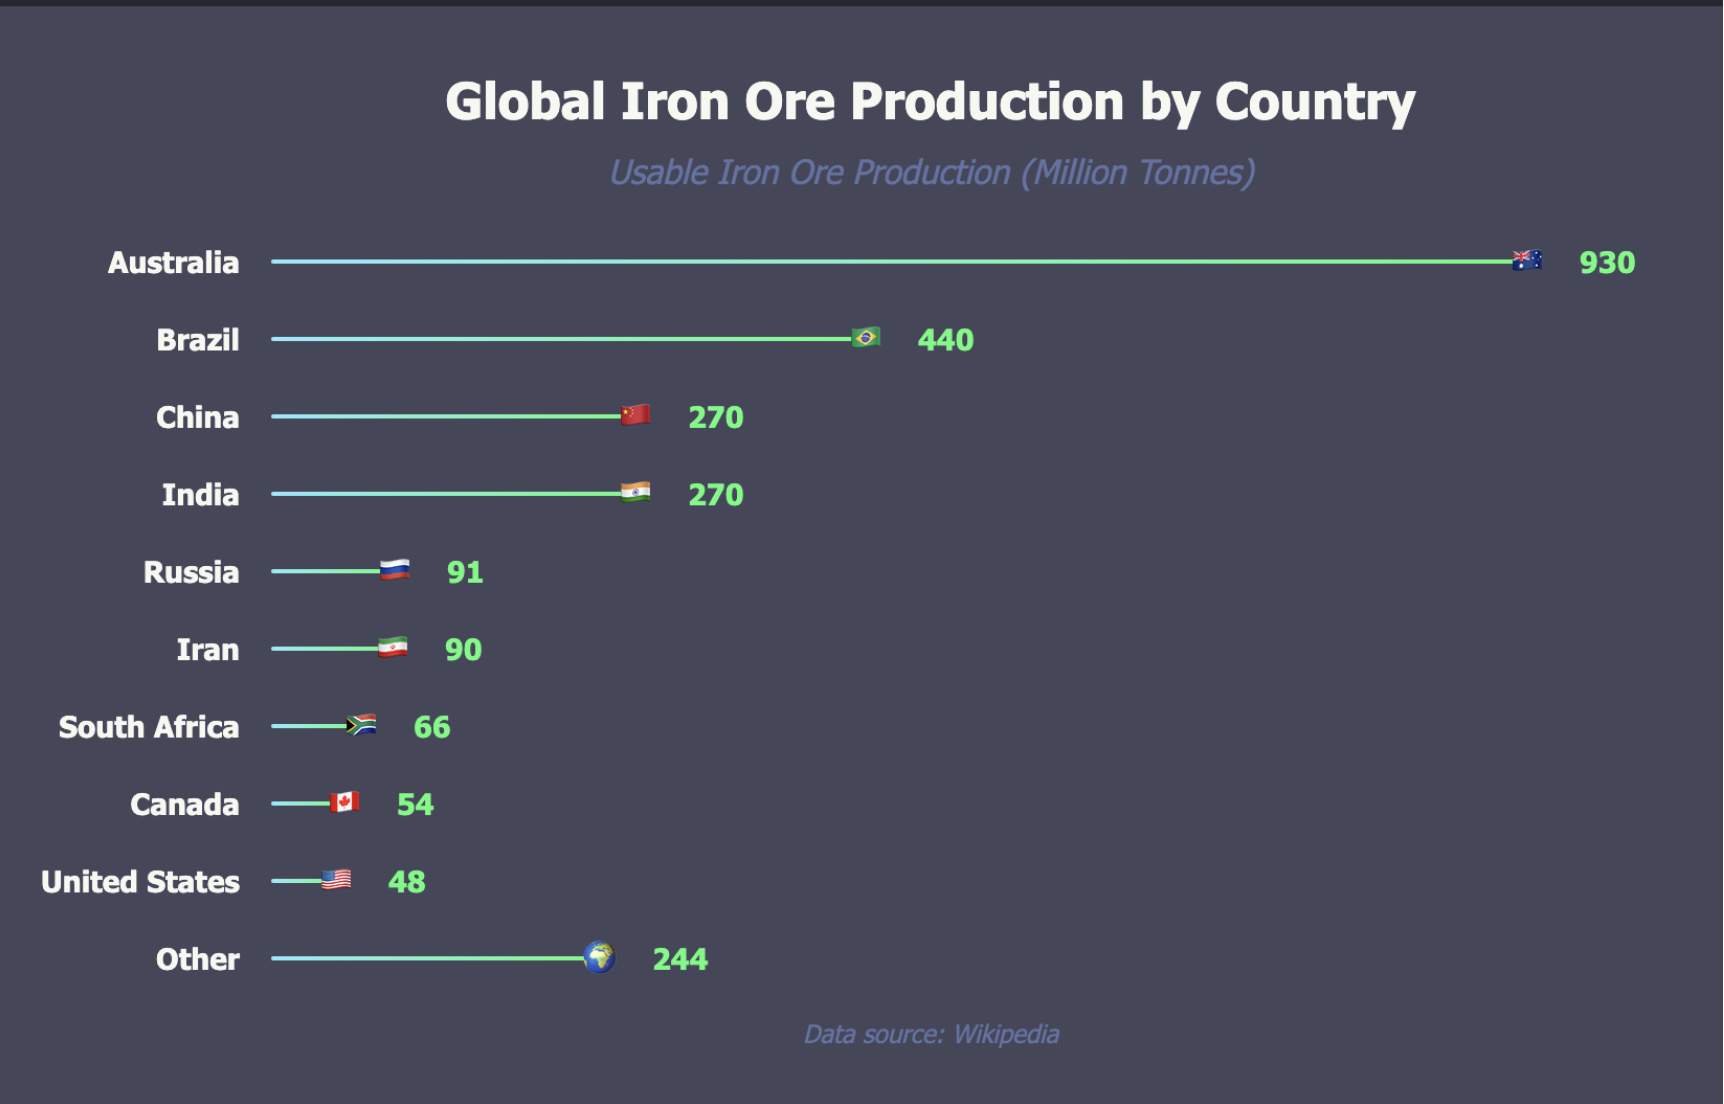 Global Iron Ore Production by Country
Usable Iron Ore Production (Million Tonnes)
Australia 930
Brazil 440
China 270
India 270
Russia 91
Iran 90
South Africa 66
Canada 54
United States 48
Other 244
Data source: Wikipedia